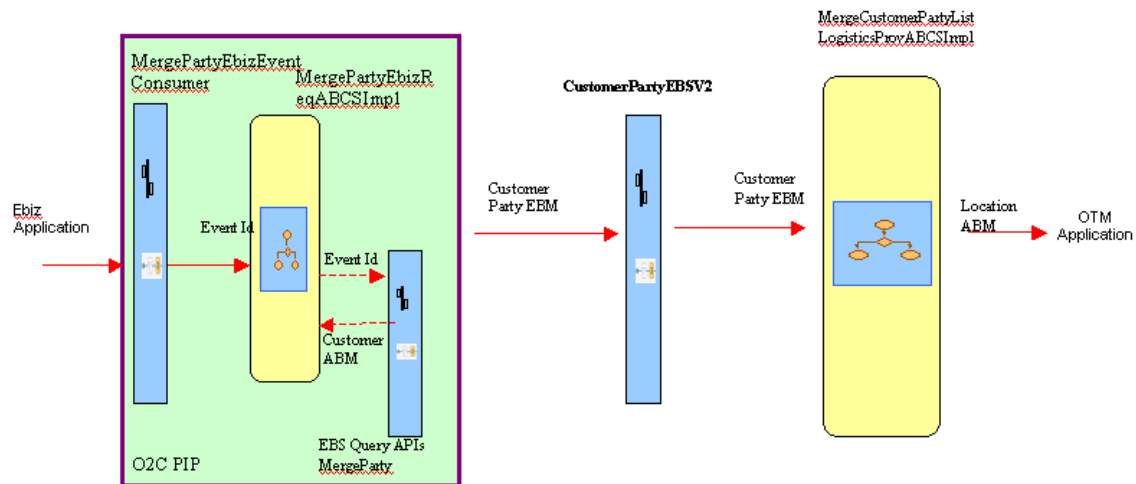 MergeCustomerPartyList
LogisticsProvABCSImpl
MergePartyEbizEvent
Consumer
MergePartyEbizR
eqABCSImpl
CustomerPartyEBSV2
Ebiz
Application
Event Id
Event Id
Customer
ABM
Customer
Party EBM
Customer
Party EBM
Location
ABM
OTM
Application
EBS Query APIs
MergeParty
O2C PIP